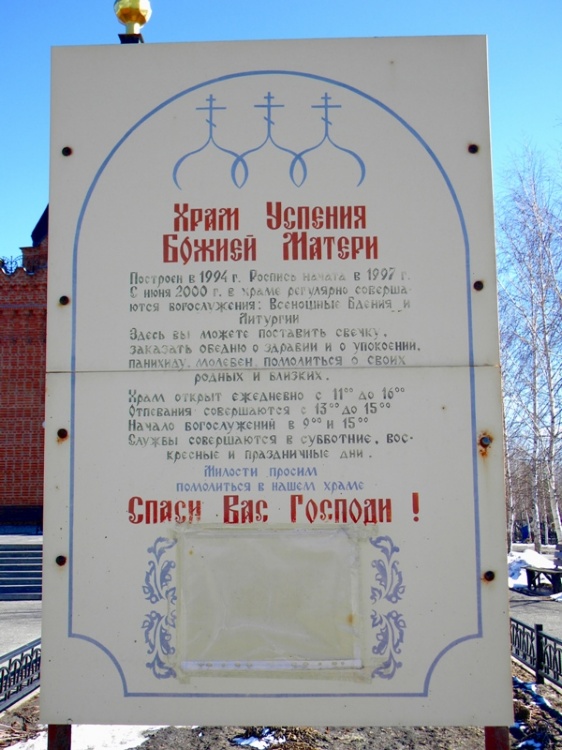 Храм Успения
Божией Матери
Построен в 1994 г. Роспись начата в 1997 г.
С июня 2000 г. в храме регулярно соверша-
ются богослужения: Всенощные Бдения и
Литургии
Здесь вы можете поставить свечку,
заказать обедню о здравии и о упокоении,
панихиду, молебен, помолиться о своих
родных и близких.
Храм открыт ежедневно с 11⁰⁰ до 16⁰⁰
Отпевания совершаются с 13⁰⁰ до 15⁰⁰
Начало богослужений в 9⁰⁰ и 15⁰⁰
Службы совершаются в субботние, вос-
кресные и праздничные дни.
Милости просим
помолиться в нашем храме
Спаси Вас Господи !